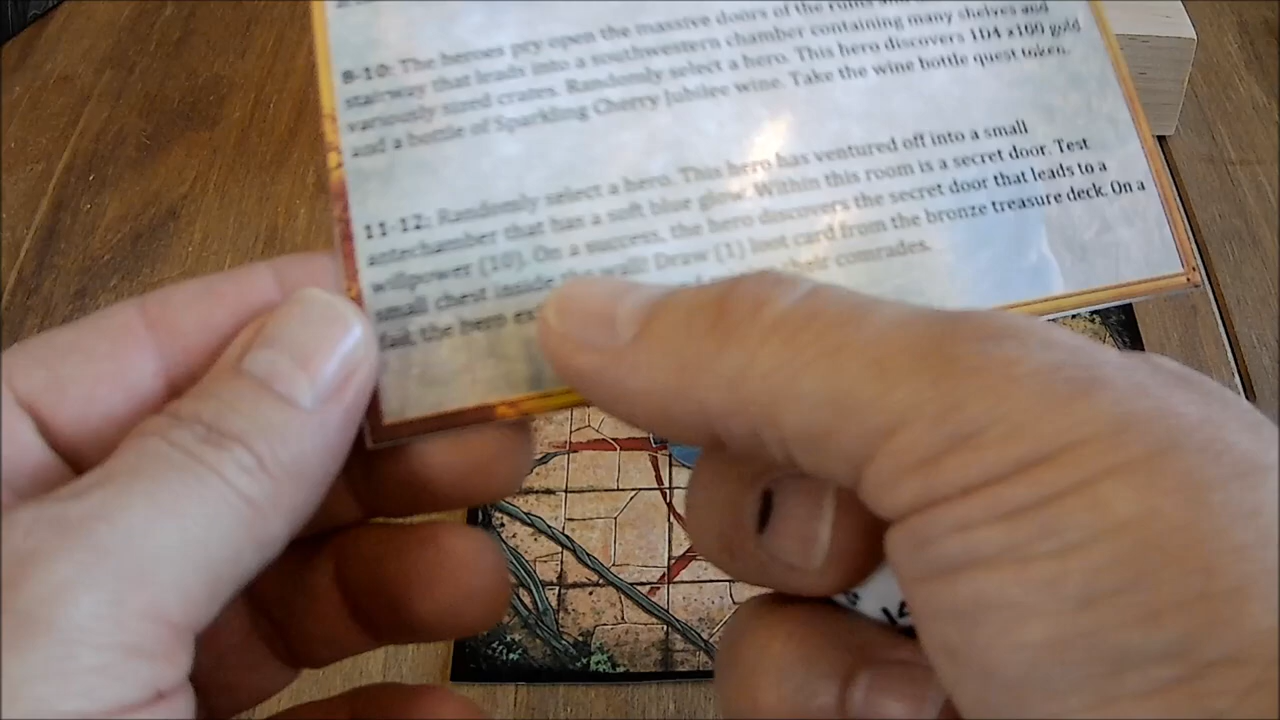 8-10: The heroes pry open the massive doors of the ruins
stairway that leads into a southwestern chamber containing many shelves and
variously sized crates. Randomly select a hero. This hero discovers 1D4 x100 gold
and a bottle of Sparkling Cherry Jubilee wine. Take the wine bottle quest token.
11-12: Randomly select a hero. This hero has ventured off into a small
antechamber that has a soft blue glow. Within this room is a secret door. Test
willpower (10). On a success, the hero discovers the secret door that leads to a
small chest inside the wall! Draw (1) loot card from the bronze treasure deck. On a
fail, the hero their comrades.